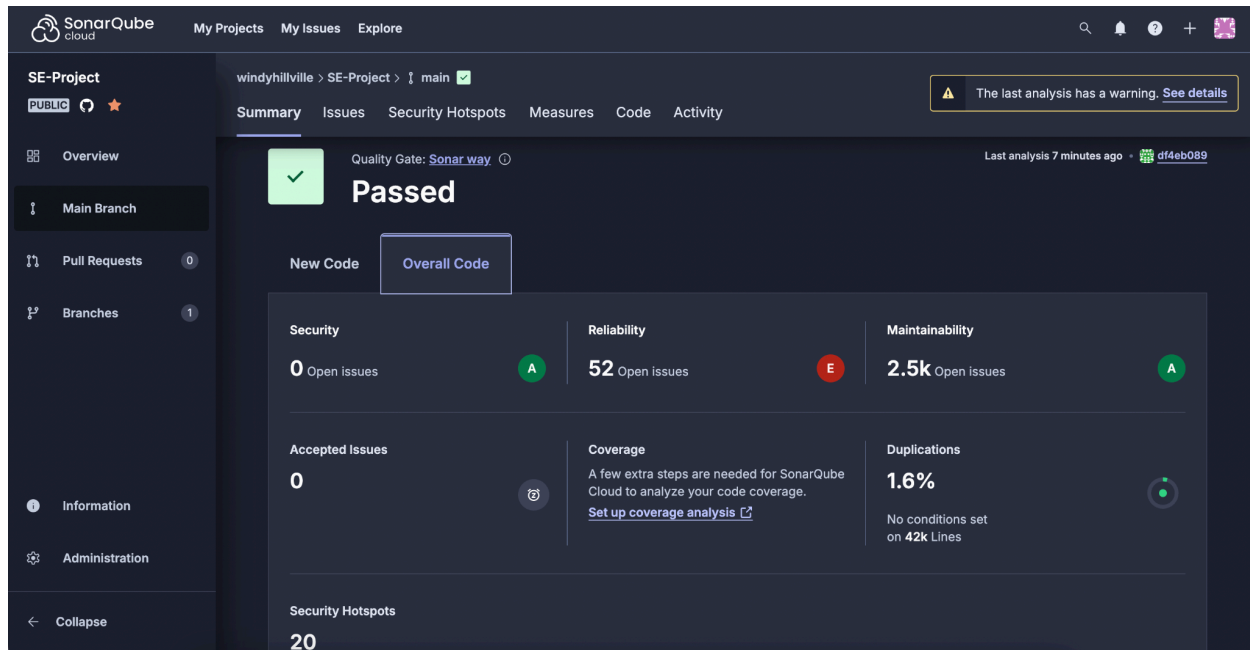 SonarQube
cloud
My Projects
My Issues
Explore
SE-Project
PUBLIC
Overview
Main Branch
Pull Requests 0
Branches 1
Information
Administration
Collapse
windyhillville > SE-Project > main
The last analysis has a warning. See details
Summary
Issues
Security Hotspots
Measures
Code
Activity
Quality Gate: Sonar way
Passed
Last analysis 7 minutes ago • df4eb089
New Code
Overall Code
Security
0 Open issues
A
Reliability
52 Open issues
E
Maintainability
2.5k Open issues
A
Accepted Issues
0
Coverage
A few extra steps are needed for SonarQube
Cloud to analyze your code coverage.
Set up coverage analysis
Duplications
1.6%
No conditions set
on 42k Lines
Security Hotspots
20